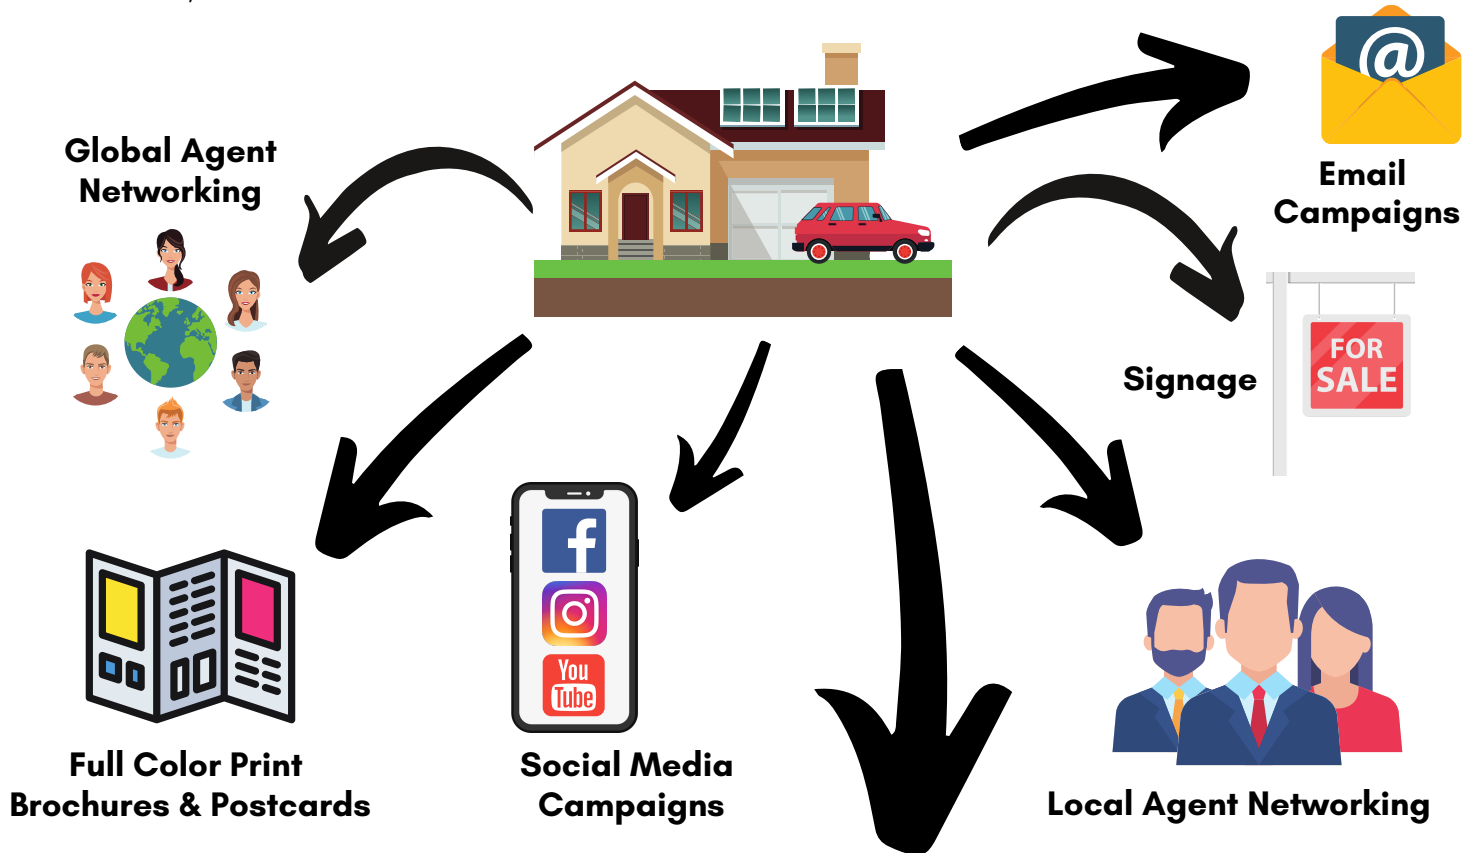 Global Agent
Networking
@
Email
Campaigns
FOR
SALE
Signage
f
You
Tube
Full Color Print
Brochures & Postcards
Social Media
Campaigns
Local Agent Networking